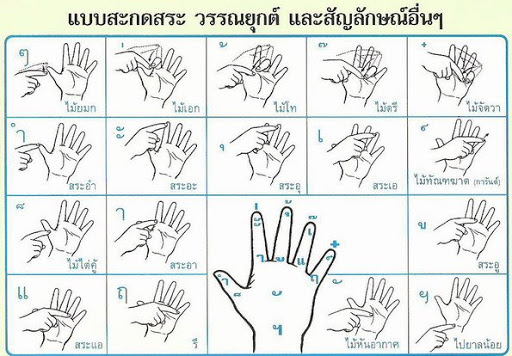 แบบสะกดสระ วรรณยุกต์ และสัญลักษณ์อื่นๆ
ๆ ่ ้ ๊ ๋
ไม้ยมก ไม้เอก ไม้โท ไม้ตรี ไม้จัตวา
ำ ะ ุ เ ์
สระอำ สระอะ สระอุ สระเอ ไม้ทัณฑฆาต (การันต์)
็ า ู
ไม้ไต่คู้ สระอา สระอู
แ ฤ ั ฯ
สระแอ รึ ไม้หันอากาศ ไปยาลน้อย